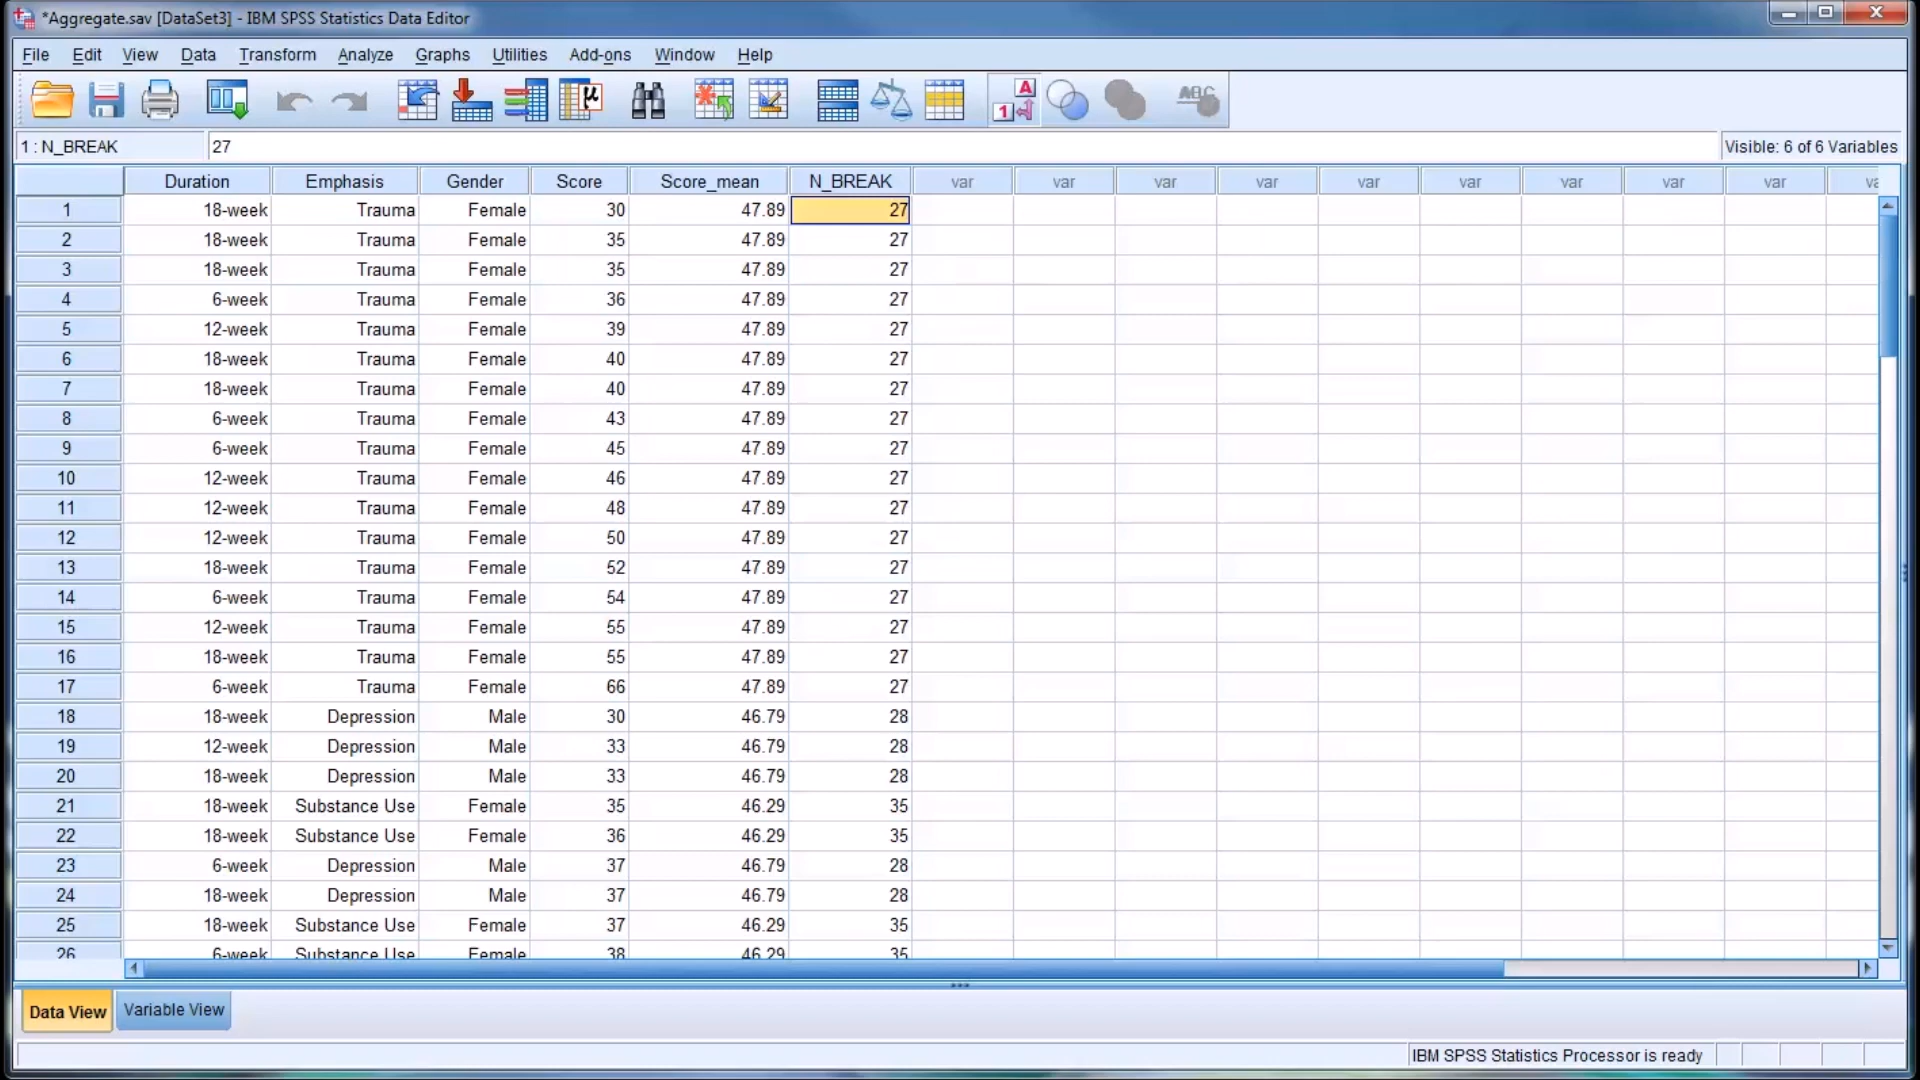 *Aggregate.sav [DataSet3] - IBM SPSS Statistics Data Editor
File Edit View Data Transform Analyze Graphs Utilities Add-ons Window Help
1 : N_BREAK 27 Visible: 6 of 6 Variables
Duration Emphasis Gender Score Score_mean N_BREAK var var var var var var var var var va
1 18-week Trauma Female 30 47.89 27
2 18-week Trauma Female 35 47.89 27
3 18-week Trauma Female 35 47.89 27
4 6-week Trauma Female 36 47.89 27
5 12-week Trauma Female 39 47.89 27
6 18-week Trauma Female 40 47.89 27
7 18-week Trauma Female 40 47.89 27
8 6-week Trauma Female 43 47.89 27
9 6-week Trauma Female 45 47.89 27
10 12-week Trauma Female 46 47.89 27
11 12-week Trauma Female 48 47.89 27
12 12-week Trauma Female 50 47.89 27
13 18-week Trauma Female 52 47.89 27
14 6-week Trauma Female 54 47.89 27
15 12-week Trauma Female 55 47.89 27
16 18-week Trauma Female 55 47.89 27
17 6-week Trauma Female 66 47.89 27
18 18-week Depression Male 30 46.79 28
19 12-week Depression Male 33 46.79 28
20 18-week Depression Male 33 46.79 28
21 18-week Substance Use Female 35 46.29 35
22 18-week Substance Use Female 36 46.29 35
23 6-week Depression Male 37 46.79 28
24 18-week Depression Male 37 46.79 28
25 18-week Substance Use Female 37 46.29 35
26 6-week Substance Use Female 38 46.29 35
Data View Variable View
IBM SPSS Statistics Processor is ready